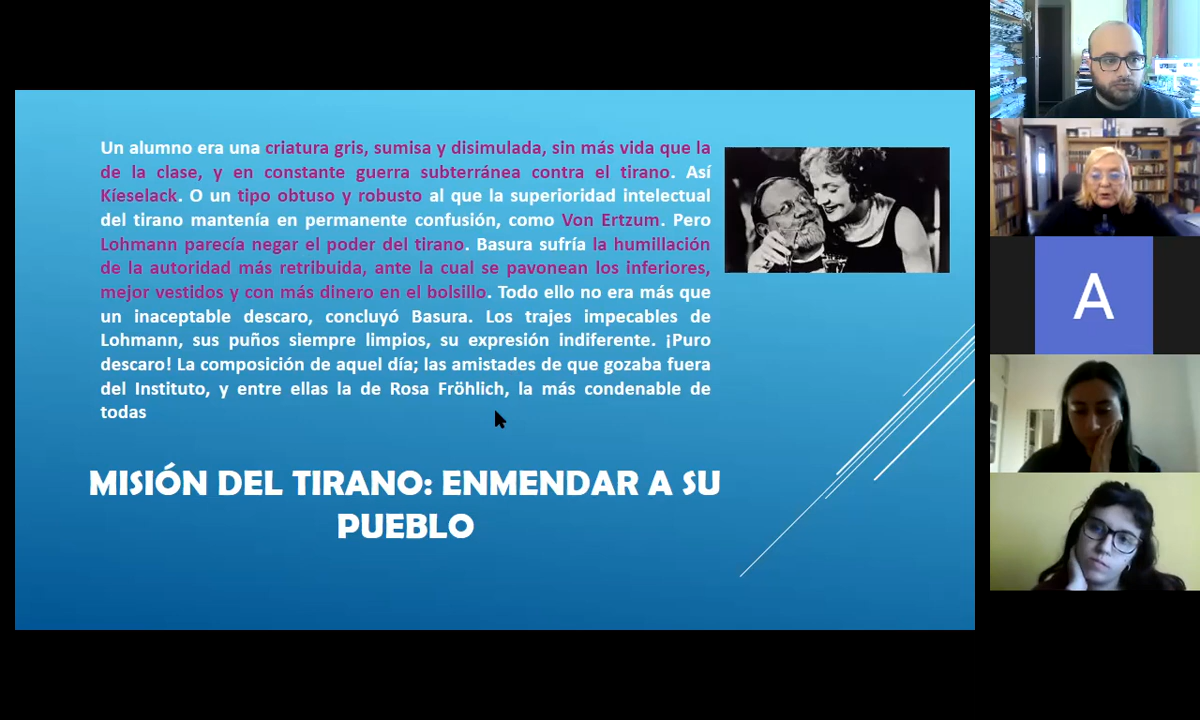 Un alumno era una criatura gris, sumisa y disimulada, sin más vida que la
de la clase, y en constante guerra subterránea contra el tirano. Así
Kíeselack. O un tipo obtuso y robusto al que la superioridad intelectual
del tirano mantenía en permanente confusión, como Von Ertzum. Pero
Lohmann parecía negar el poder del tirano. Basura sufría la humillación
de la autoridad más retribuida, ante la cual se pavonean los inferiores,
mejor vestidos y con más dinero en el bolsillo. Todo ello no era más que
un inaceptable descaro, concluyó Basura. Los trajes impecables de
Lohmann, sus puños siempre limpios, su expresión indiferente. ¡Puro
descaro! La composición de aquel día; las amistades de que gozaba fuera
del Instituto, y entre ellas la de Rosa Fröhlich, la más condenable de
todas
MISIÓN DEL TIRANO: ENMENDAR A SU
PUEBLO
A